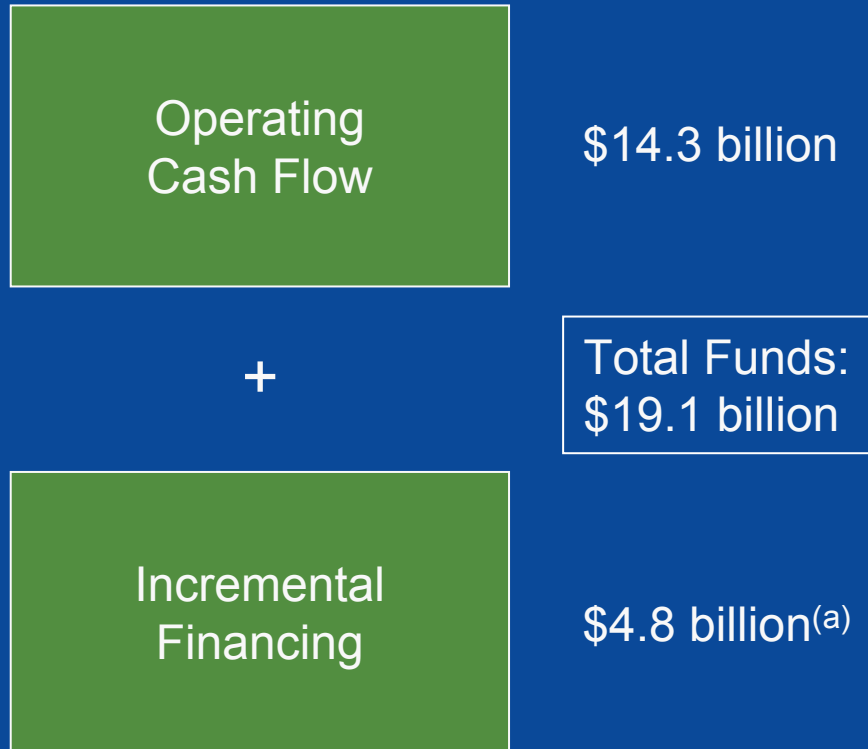 Operating
Cash Flow
$14.3 billion
+
Total Funds:
$19.1 billion
Incremental
Financing
$4.8 billion(a)